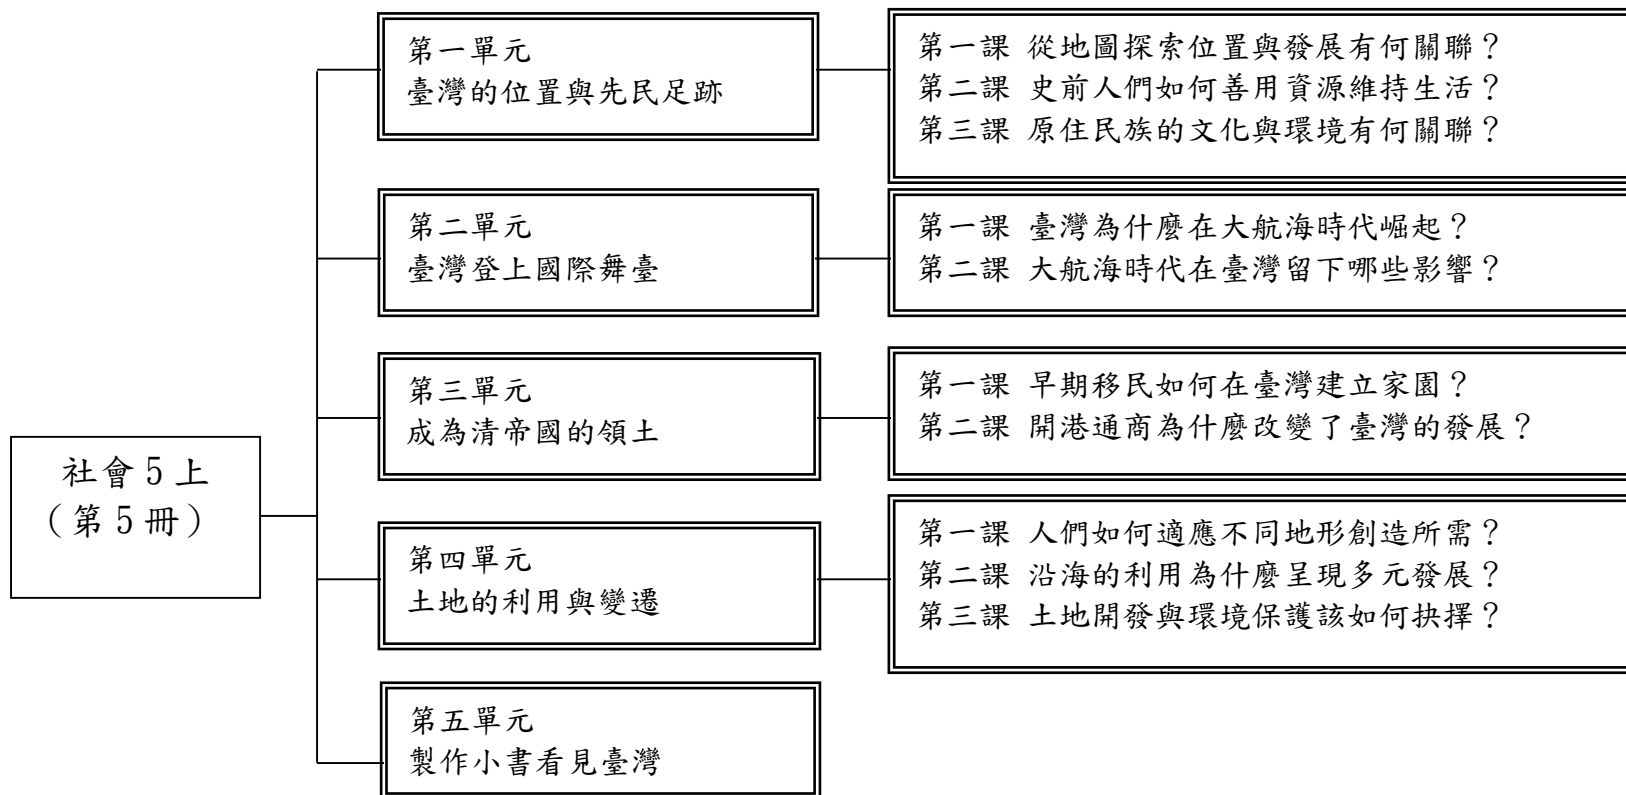 社會5上
（第5冊）
第一單元
臺灣的位置與先民足跡
第一課 從地圖探索位置與發展有何關聯？
第二課 史前人們如何善用資源維持生活？
第三課 原住民族的文化與環境有何關聯？
第二單元
臺灣登上國際舞臺
第一課 臺灣為什麼在大航海時代崛起？
第二課 大航海時代在臺灣留下哪些影響？
第三單元
成為清帝國的領土
第一課 早期移民如何在臺灣建立家園？
第二課 開港通商為什麼改變了臺灣的發展？
第四單元
土地的利用與變遷
第一課 人們如何適應不同地形創造所需？
第二課 沿海的利用為什麼呈現多元發展？
第三課 土地開發與環境保護該如何抉擇？
第五單元
製作小書看見臺灣